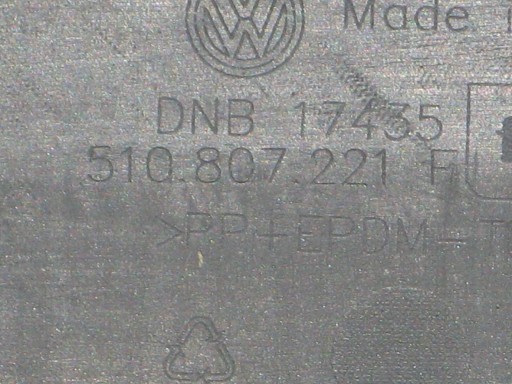 Made
DNB 17435
510.807.221 F
>PP+EPDM-T